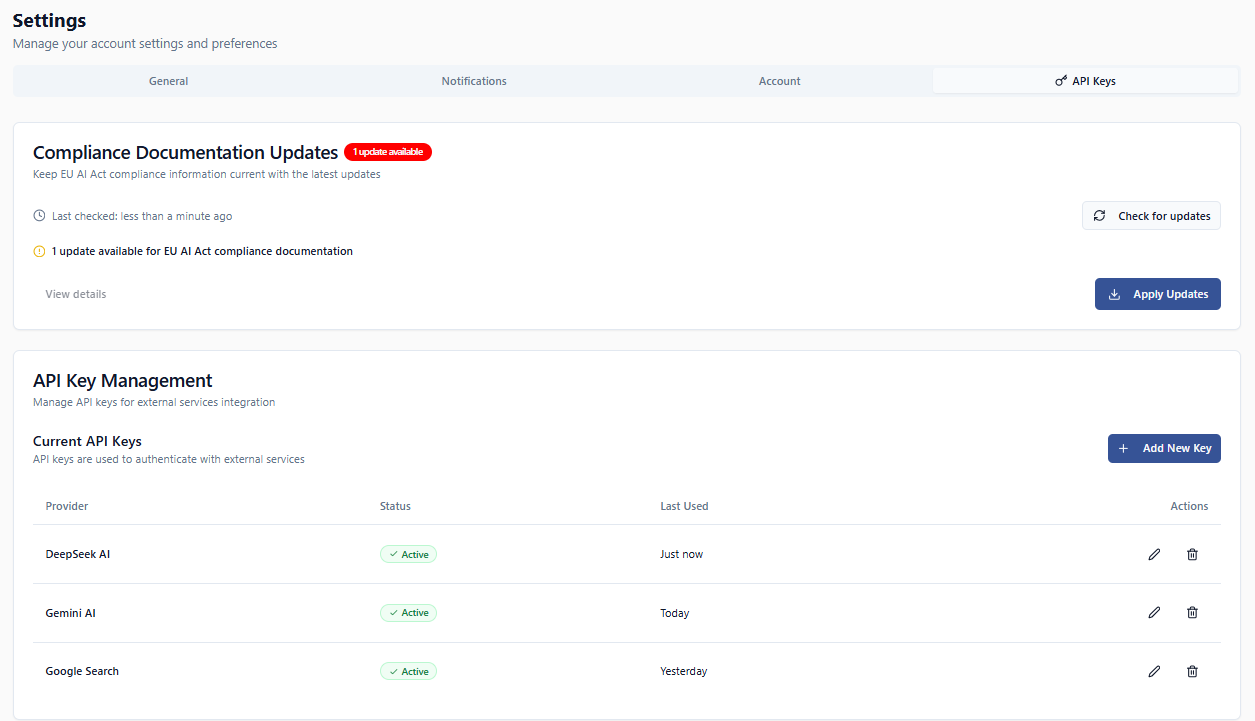 Settings
Manage your account settings and preferences
General
Notifications
Account
API Keys
Compliance Documentation Updates
1 update available
Keep EU AI Act compliance information current with the latest updates
Last checked: less than a minute ago
Check for updates
1 update available for EU AI Act compliance documentation
View details
Apply Updates
API Key Management
Manage API keys for external services integration
Current API Keys
API keys are used to authenticate with external services
Add New Key
Provider
Status
Last Used
Actions
DeepSeek AI
Active
Just now
Gemini AI
Active
Today
Google Search
Active
Yesterday